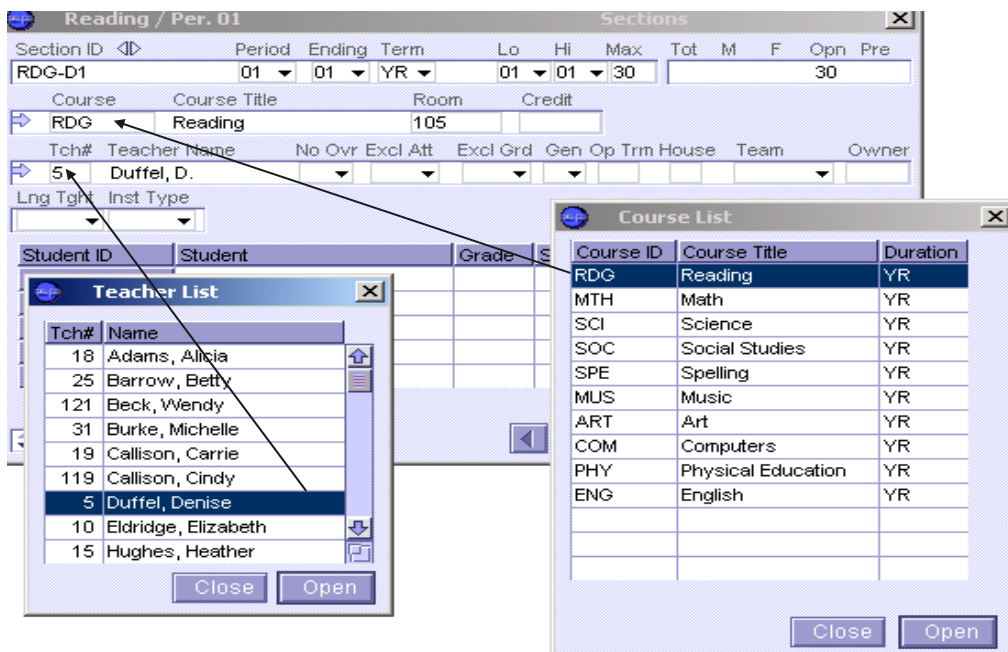 Reading / Per. 01 Sections
Section ID Period Ending Term Lo Hi Max Tot M F Opn Pre
RDG-D1 01 01 YR 01 01 30 30
Course Course Title Room Credit
RDG Reading 105
Tch# Teacher Name No Ovr Excl Att Excl Grd Gen Op Trm House Team Owner
5 Duffel, D.
Lng Tght Inst Type
Student ID Student Grade S
Teacher List
Tch# Name
18 Adams, Alicia
25 Barrow, Betty
121 Beck, Wendy
31 Burke, Michelle
19 Callison, Carrie
119 Callison, Cindy
5 Duffel, Denise
10 Eldridge, Elizabeth
15 Hughes, Heather
Close Open
Course List
Course ID Course Title Duration
RDG Reading YR
MTH Math YR
SCI Science YR
SOC Social Studies YR
SPE Spelling YR
MUS Music YR
ART Art YR
COM Computers YR
PHY Physical Education YR
ENG English YR
Close Open